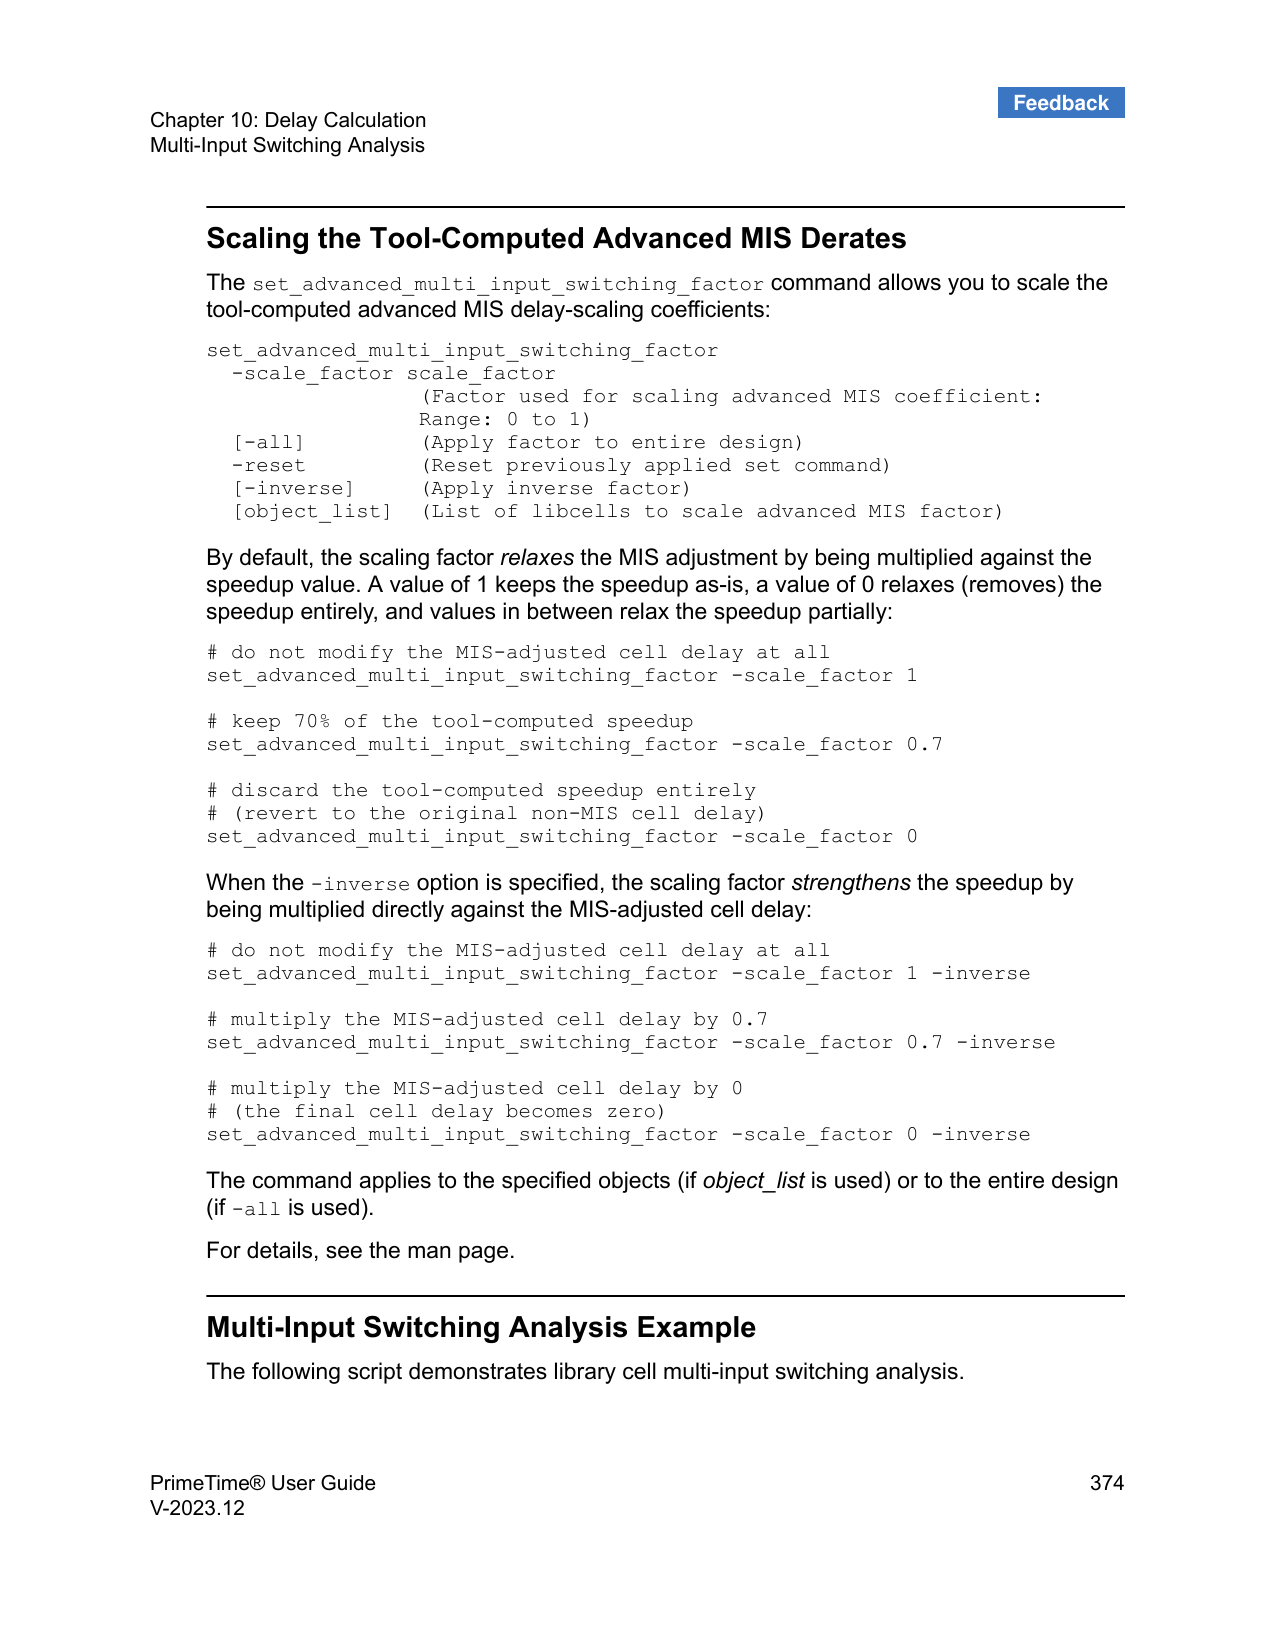 Feedback
Chapter 10: Delay Calculation
Multi-Input Switching Analysis
Scaling the Tool-Computed Advanced MIS Derates
The set_advanced_multi_input_switching_factor command allows you to scale the
tool-computed advanced MIS delay-scaling coefficients:
set_advanced_multi_input_switching_factor
  -scale_factor scale_factor
                 (Factor used for scaling advanced MIS coefficient:
                 Range: 0 to 1)
  [-all]         (Apply factor to entire design)
  -reset         (Reset previously applied set command)
  [-inverse]     (Apply inverse factor)
  [object_list]  (List of libcells to scale advanced MIS factor)
By default, the scaling factor relaxes the MIS adjustment by being multiplied against the
speedup value. A value of 1 keeps the speedup as-is, a value of 0 relaxes (removes) the
speedup entirely, and values in between relax the speedup partially:
# do not modify the MIS-adjusted cell delay at all
set_advanced_multi_input_switching_factor -scale_factor 1
# keep 70% of the tool-computed speedup
set_advanced_multi_input_switching_factor -scale_factor 0.7
# discard the tool-computed speedup entirely
# (revert to the original non-MIS cell delay)
set_advanced_multi_input_switching_factor -scale_factor 0
When the -inverse option is specified, the scaling factor strengthens the speedup by
being multiplied directly against the MIS-adjusted cell delay:
# do not modify the MIS-adjusted cell delay at all
set_advanced_multi_input_switching_factor -scale_factor 1 -inverse
# multiply the MIS-adjusted cell delay by 0.7
set_advanced_multi_input_switching_factor -scale_factor 0.7 -inverse
# multiply the MIS-adjusted cell delay by 0
# (the final cell delay becomes zero)
set_advanced_multi_input_switching_factor -scale_factor 0 -inverse
The command applies to the specified objects (if object_list is used) or to the entire design
(if -all is used).
For details, see the man page.
Multi-Input Switching Analysis Example
The following script demonstrates library cell multi-input switching analysis.
PrimeTime® User Guide
374
V-2023.12